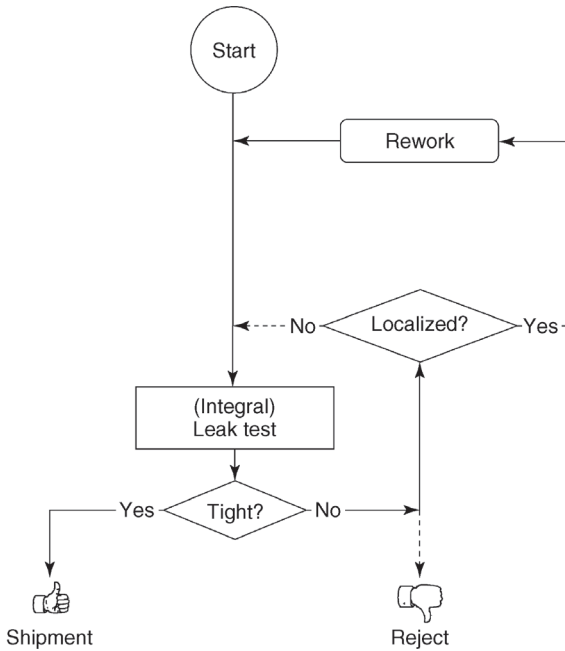 Start
Rework
No
Localized?
Yes
(Integral)
Leak test
Yes
Tight?
No
Shipment
Reject